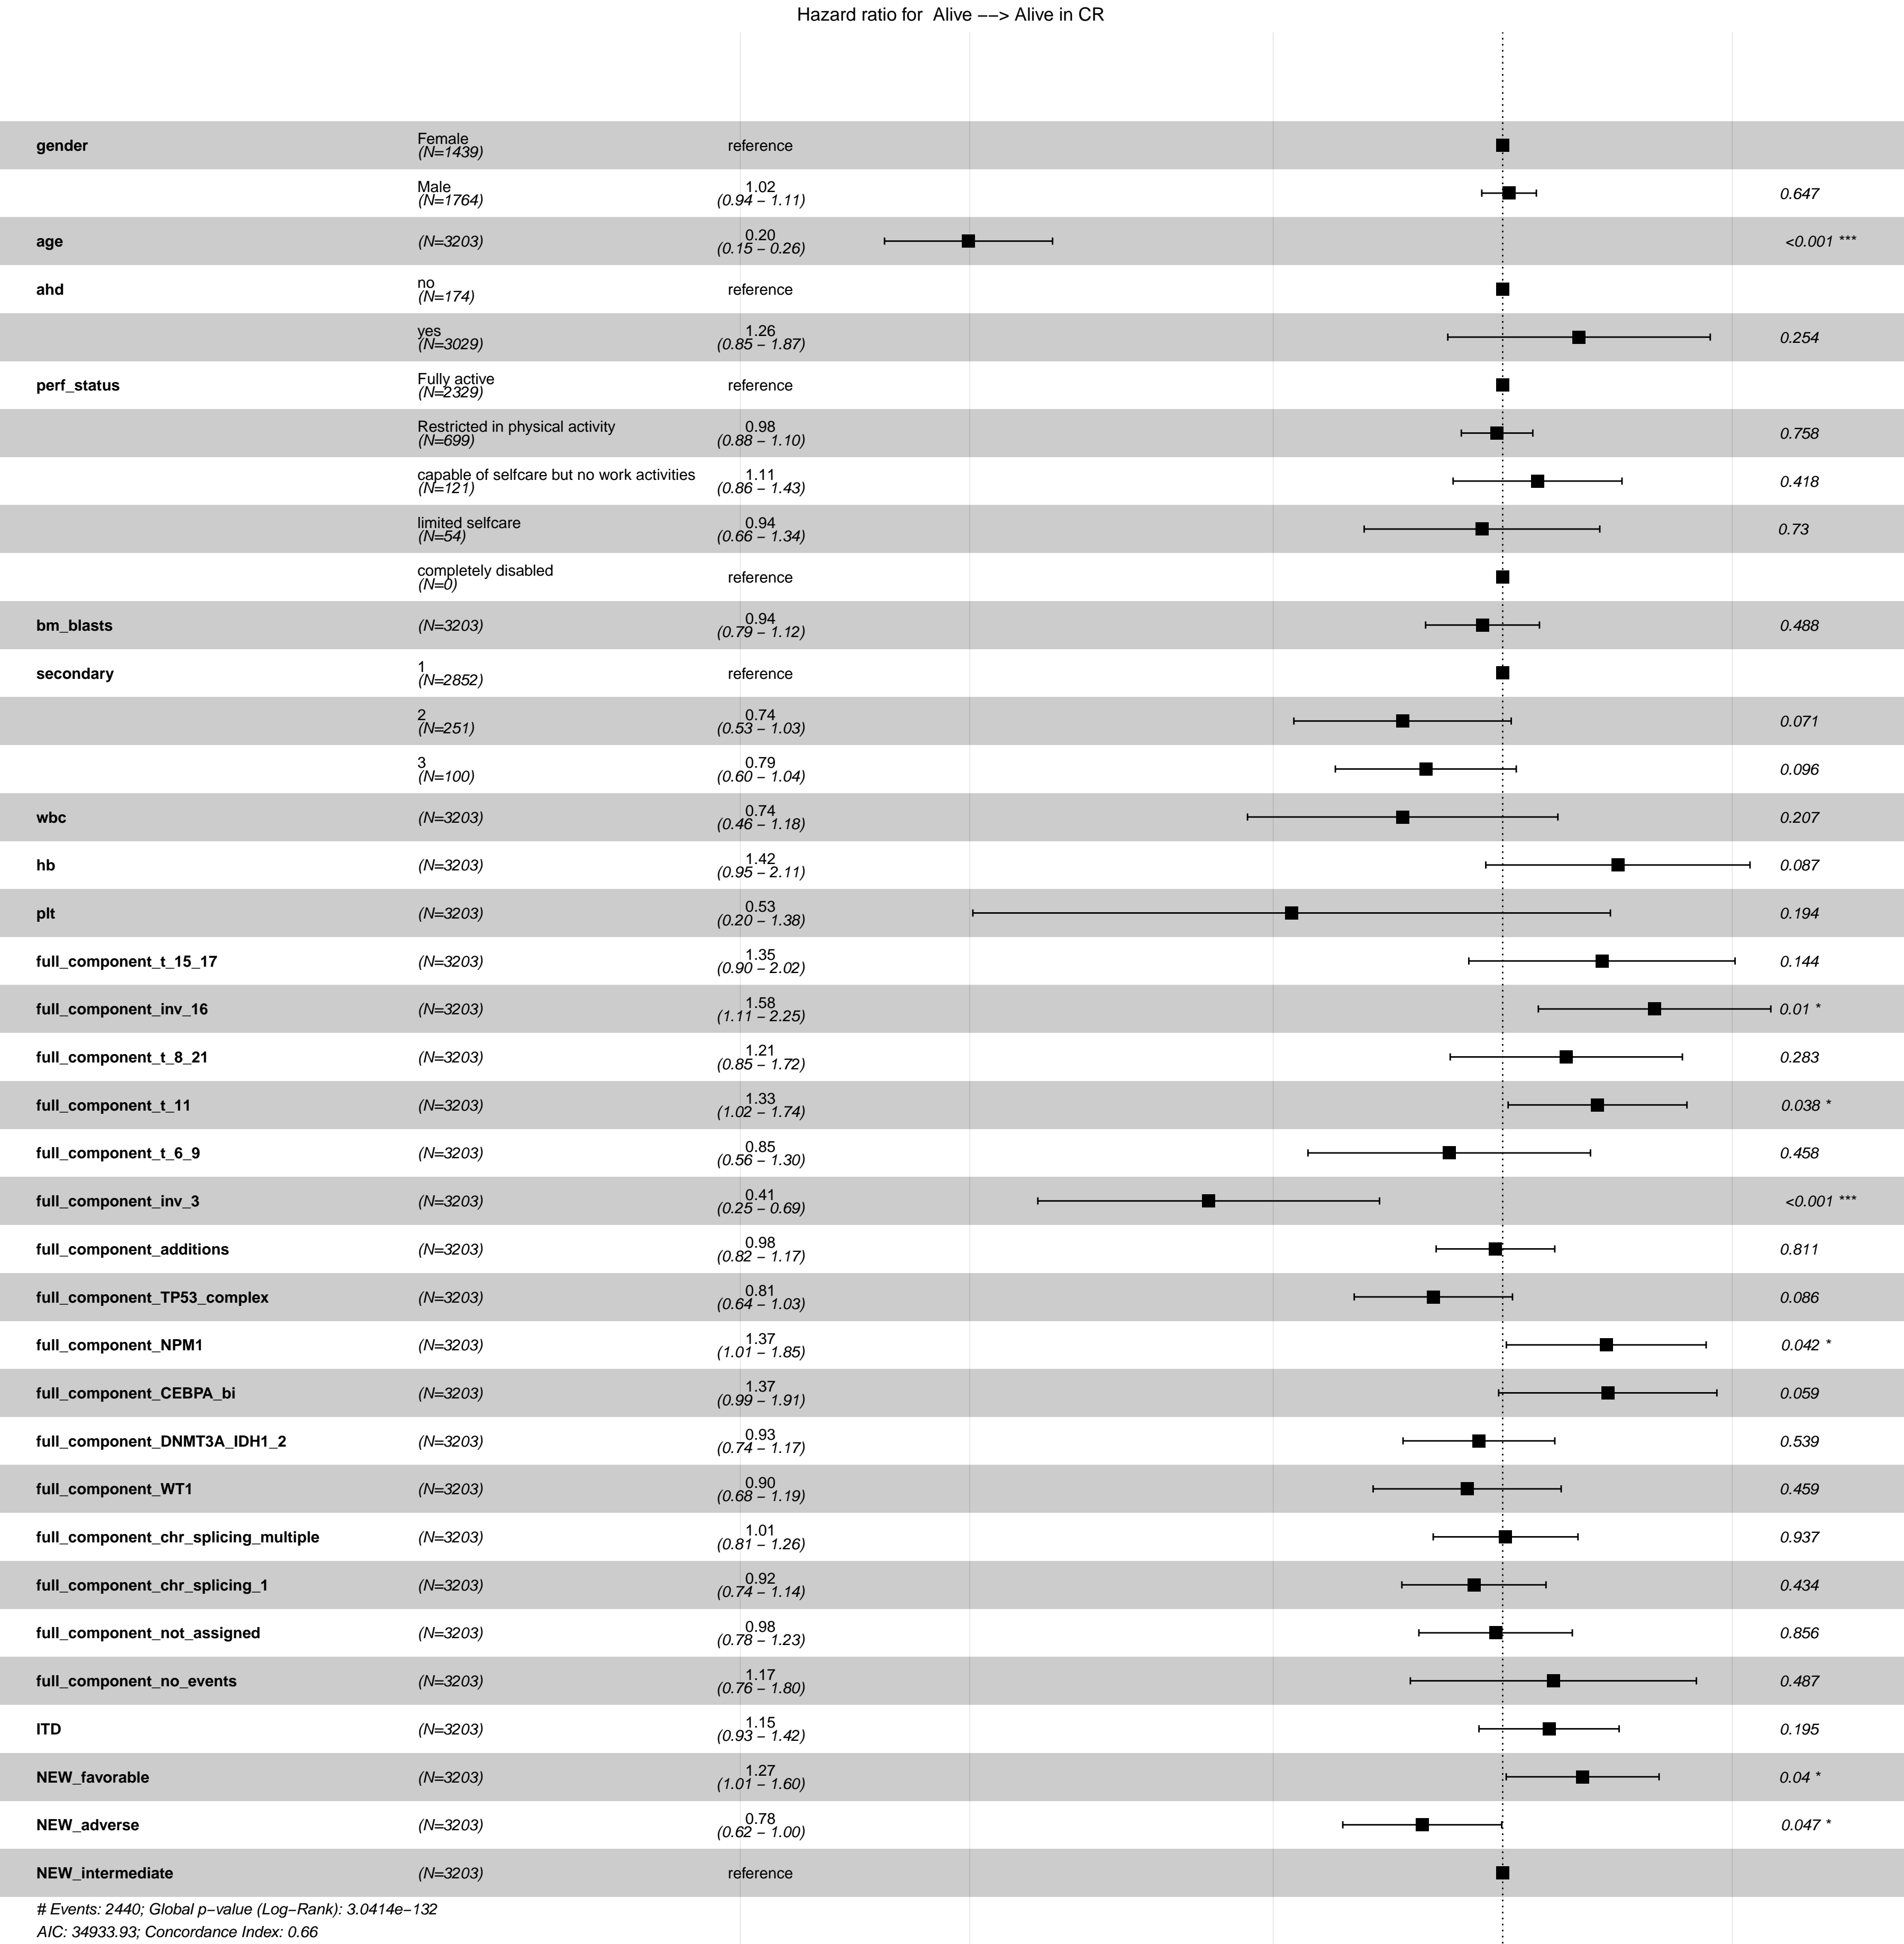 Hazard ratio for  Alive −−> Alive in CR
gender Female (N=1439) reference
Male (N=1764) 1.02 (0.94 − 1.11) 0.647
age (N=3203) 0.20 (0.15 − 0.26) <0.001 ***
ahd no (N=174) reference
yes (N=3029) 1.26 (0.85 − 1.87) 0.254
perf_status Fully active (N=2329) reference
Restricted in physical activity (N=699) 0.98 (0.88 − 1.10) 0.758
capable of selfcare but no work activities (N=121) 1.11 (0.86 − 1.43) 0.418
limited selfcare (N=54) 0.94 (0.66 − 1.34) 0.73
completely disabled (N=0) reference
bm_blasts (N=3203) 0.94 (0.79 − 1.12) 0.488
secondary 1 (N=2852) reference
2 (N=251) 0.74 (0.53 − 1.03) 0.071
3 (N=100) 0.79 (0.60 − 1.04) 0.096
wbc (N=3203) 0.74 (0.46 − 1.18) 0.207
hb (N=3203) 1.42 (0.95 − 2.11) 0.087
plt (N=3203) 0.53 (0.20 − 1.38) 0.194
full_component_t_15_17 (N=3203) 1.35 (0.90 − 2.02) 0.144
full_component_inv_16 (N=3203) 1.58 (1.11 − 2.25) 0.01 *
full_component_t_8_21 (N=3203) 1.21 (0.85 − 1.72) 0.283
full_component_t_11 (N=3203) 1.33 (1.02 − 1.74) 0.038 *
full_component_t_6_9 (N=3203) 0.85 (0.56 − 1.30) 0.458
full_component_inv_3 (N=3203) 0.41 (0.25 − 0.69) <0.001 ***
full_component_additions (N=3203) 0.98 (0.82 − 1.17) 0.811
full_component_TP53_complex (N=3203) 0.81 (0.64 − 1.03) 0.086
full_component_NPM1 (N=3203) 1.37 (1.01 − 1.85) 0.042 *
full_component_CEBPA_bi (N=3203) 1.37 (0.99 − 1.91) 0.059
full_component_DNMT3A_IDH1_2 (N=3203) 0.93 (0.74 − 1.17) 0.539
full_component_WT1 (N=3203) 0.90 (0.68 − 1.19) 0.459
full_component_chr_splicing_multiple (N=3203) 1.01 (0.81 − 1.26) 0.937
full_component_chr_splicing_1 (N=3203) 0.92 (0.74 − 1.14) 0.434
full_component_not_assigned (N=3203) 0.98 (0.78 − 1.23) 0.856
full_component_no_events (N=3203) 1.17 (0.76 − 1.80) 0.487
ITD (N=3203) 1.15 (0.93 − 1.42) 0.195
NEW_favorable (N=3203) 1.27 (1.01 − 1.60) 0.04 *
NEW_adverse (N=3203) 0.78 (0.62 − 1.00) 0.047 *
NEW_intermediate (N=3203) reference
# Events: 2440; Global p−value (Log−Rank): 3.0414e−132
AIC: 34933.93; Concordance Index: 0.66